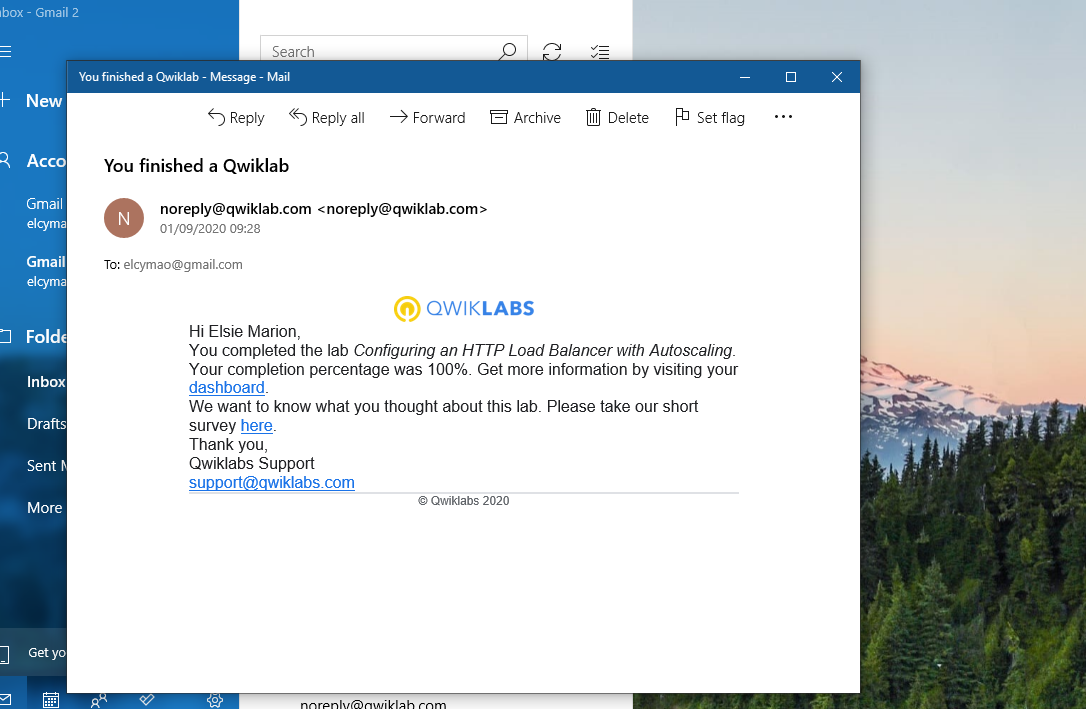 Inbox - Gmail 2
Search
You finished a Qwiklab - Message - Mail
New
Reply
Reply all
Forward
Archive
Delete
Set flag
Acco
You finished a Qwiklab
Gmail
elcyma
N
noreply@qwiklab.com <noreply@qwiklab.com>
01/09/2020 09:28
Gmail
elcyma
To: elcymao@gmail.com
QWIKLABS
Hi Elsie Marion,
You completed the lab Configuring an HTTP Load Balancer with Autoscaling.
Your completion percentage was 100%. Get more information by visiting your
dashboard.
We want to know what you thought about this lab. Please take our short
survey here.
Thank you,
Qwiklabs Support
support@qwiklabs.com
© Qwiklabs 2020
Folde
Inbox
Drafts
Sent M
More
Get yo
noreply@qwiklab.com